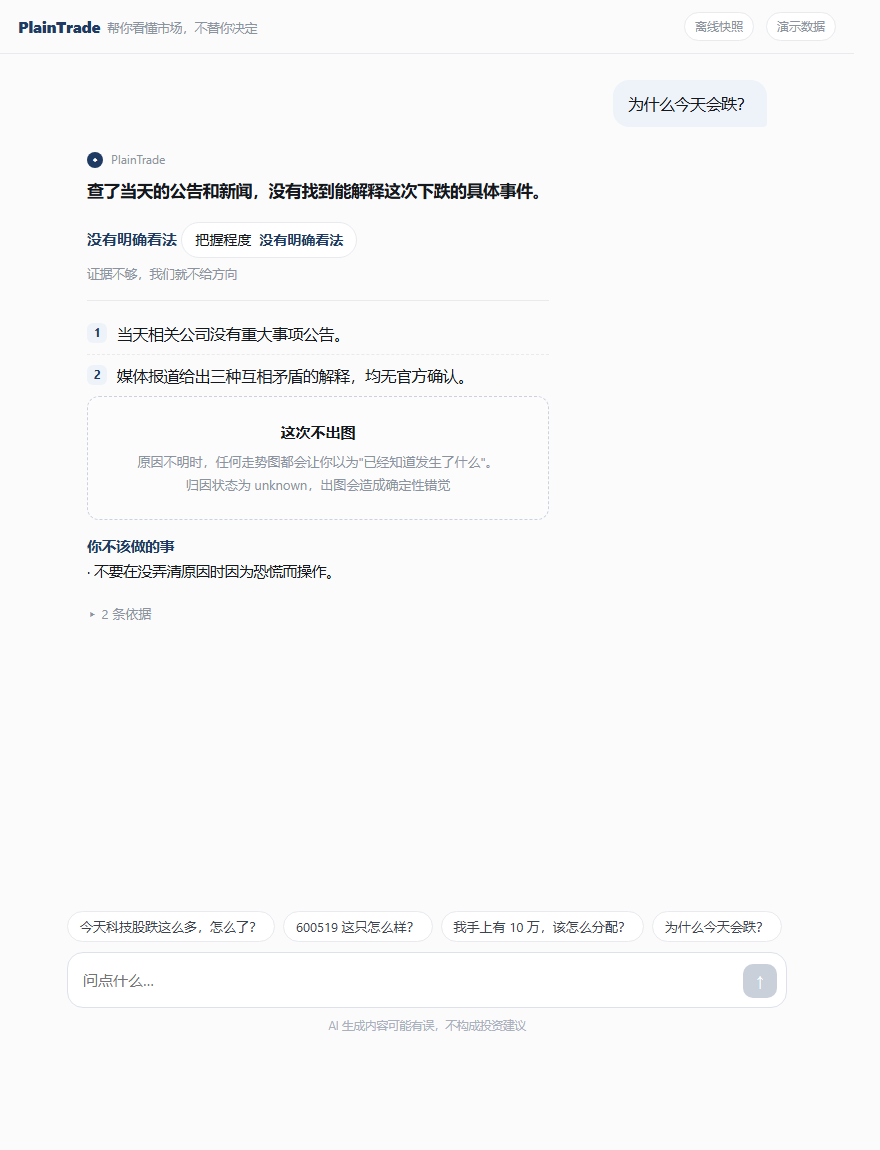 PlainTrade 帮你看懂市场，不替你决定
离线快照
演示数据
为什么今天会跌？
PlainTrade
查了当天的公告和新闻，没有找到能解释这次下跌的具体事件。
没有明确看法 把握程度 没有明确看法
证据不够，我们就不给方向
1 当天相关公司没有重大事项公告。
2 媒体报道给出三种互相矛盾的解释，均无官方确认。
这次不出图
原因不明时，任何走势图都会让你以为"已经知道发生了什么"。
归因状态为 unknown，出图会造成确定性错觉
你不该做的事
· 不要在没弄清原因时因为恐慌而操作。
▸ 2 条依据
今天科技股跌这么多，怎么了？
600519 这只怎么样？
我手上有 10 万，该怎么分配？
为什么今天会跌？
问点什么...
↑
AI 生成内容可能有误，不构成投资建议